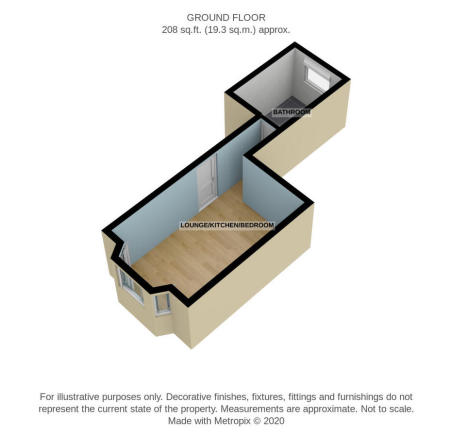 GROUND FLOOR
208 sq.ft. (19.3 sq.m.) approx.
BATHROOM
LOUNGE/KITCHEN/BEDROOM
For illustrative purposes only. Decorative finishes, fixtures, fittings and furnishings do not
represent the current state of the property. Measurements are approximate. Not to scale.
Made with Metropix © 2020